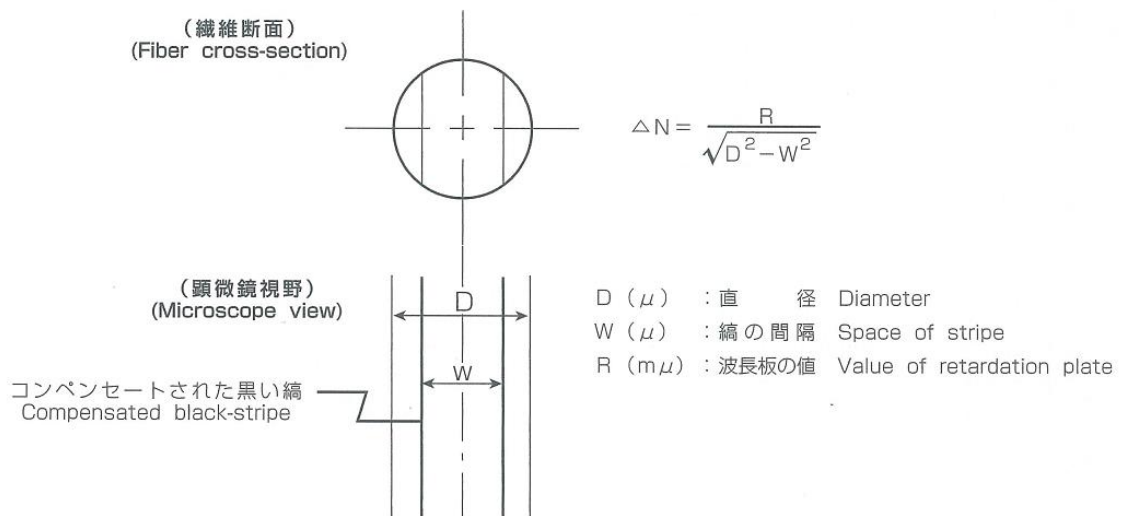 (繊維断面)
(Fiber cross-section)
△N= R / √D²−W²
(顕微鏡視野)
(Microscope view)
D
W
コンペンセートされた黒い縞
Compensated black-stripe
D (μ) :直 径 Diameter
W (μ) :縞の間隔 Space of stripe
R (mμ) :波長板の値 Value of retardation plate